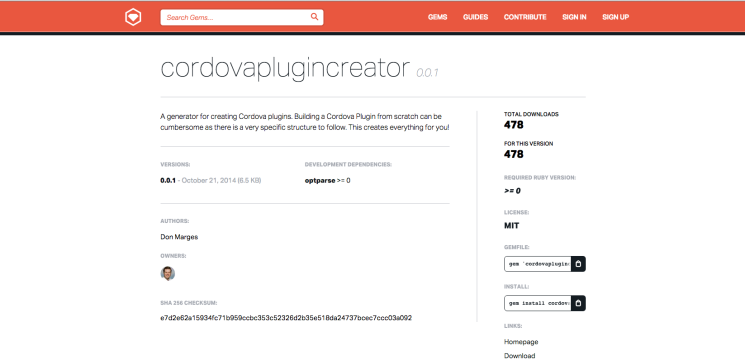 Search Gems...
GEMS GUIDES CONTRIBUTE SIGN IN SIGN UP
cordovaplugincreator 0.0.1
A generator for creating Cordova plugins. Building a Cordova Plugin from scratch can be
cumbersome as there is a very specific structure to follow. This creates everything for you!
VERSIONS:
0.0.1 - October 21, 2014 (6.5 KB)
DEVELOPMENT DEPENDENCIES:
optparse >= 0
AUTHORS:
Don Marges
OWNERS:
SHA 256 CHECKSUM:
e7d2e62a15934fc71b959ccbc353c52326d2b35e518da24737bcec7ccc03a092
TOTAL DOWNLOADS
478
FOR THIS VERSION
478
REQUIRED RUBY VERSION:
>= 0
LICENSE:
MIT
GEMFILE:
gem 'cordovaplugin
INSTALL:
gem install cordova
LINKS:
Homepage
Download